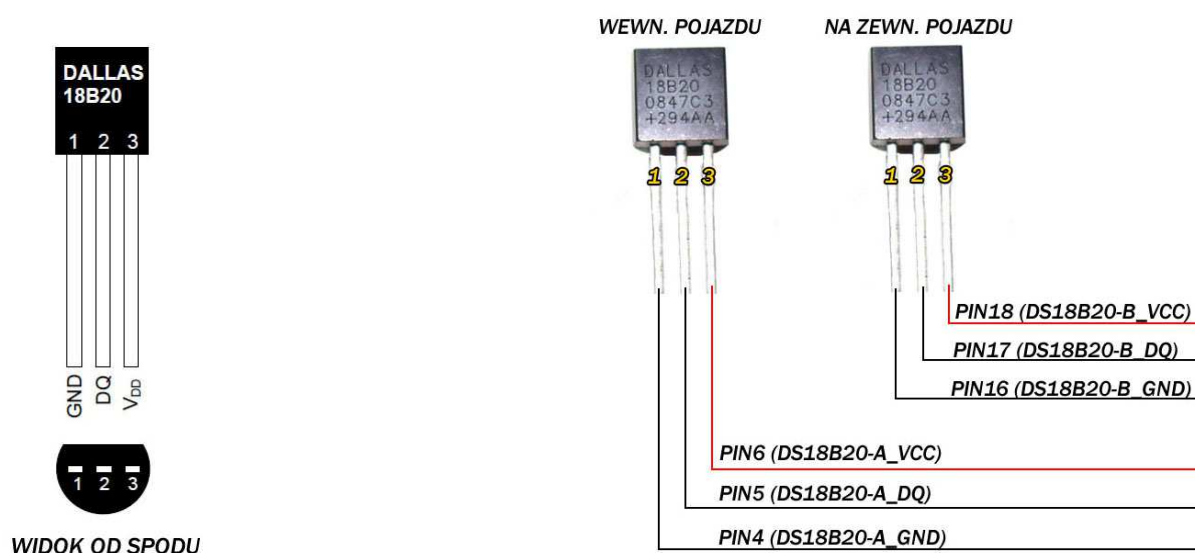 DALLAS
18B20
1 2 3
GND DQ VDD
1 2 3
WIDOK OD SPODU
WEWN. POJAZDU
DALLAS
18B20
0847C3
+294AA
1 2 3
NA ZEWN. POJAZDU
DALLAS
18B20
0847C3
+294AA
1 2 3
PIN18 (DS18B20-B_VCC)
PIN17 (DS18B20-B_DQ)
PIN16 (DS18B20-B_GND)
PIN6 (DS18B20-A_VCC)
PIN5 (DS18B20-A_DQ)
PIN4 (DS18B20-A_GND)